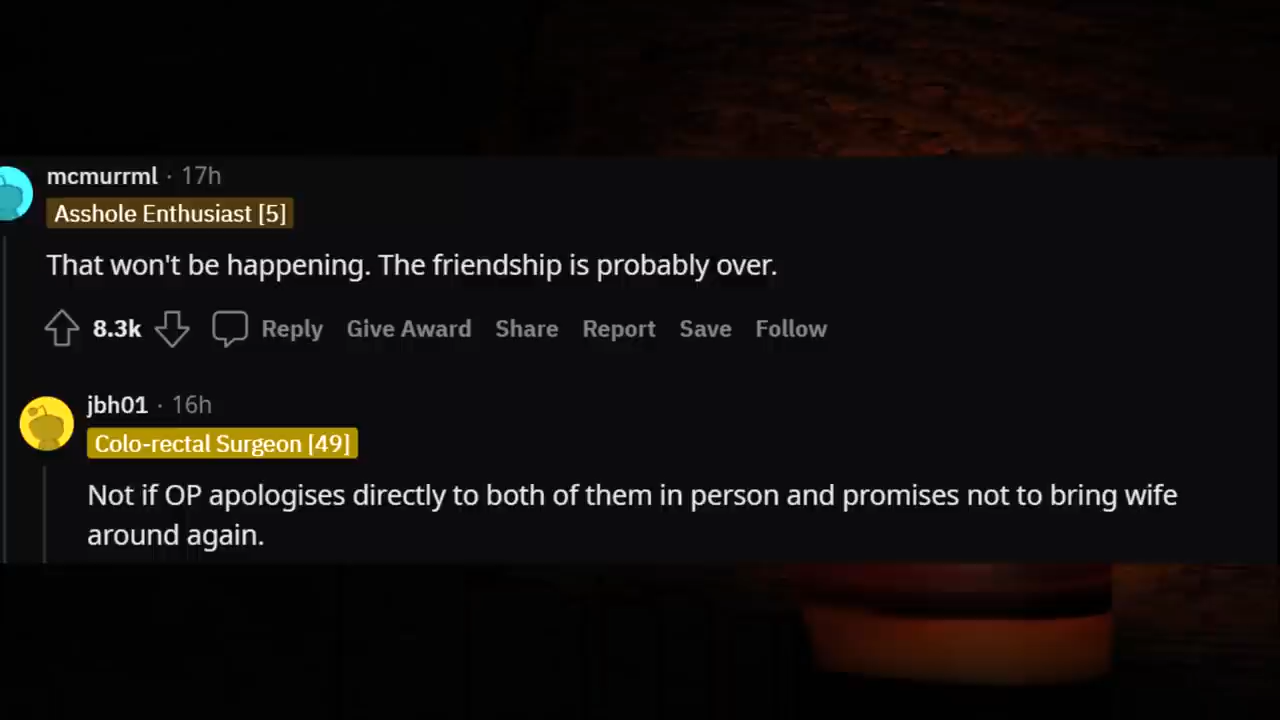 mcmurrml · 17h
Asshole Enthusiast [5]
That won't be happening. The friendship is probably over.
8.3k Reply Give Award Share Report Save Follow
jbh01 · 16h
Colo-rectal Surgeon [49]
Not if OP apologises directly to both of them in person and promises not to bring wife
around again.